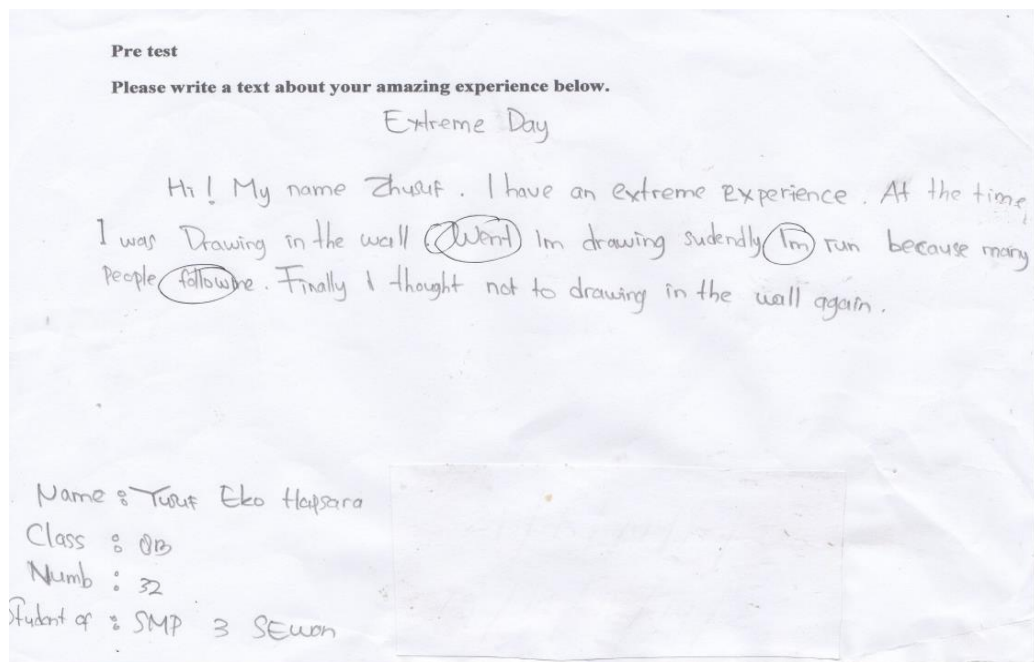 Pre test
Please write a text about your amazing experience below.
Extreme Day
Hi! My name Zhusuf. I have an extreme experience. At the time
I was Drawing in the wall. Went Im drawing sudendly Im run because many
People follow me. Finally I thought not to drawing in the wall again.
Name : Yusuf Eko Hapsara
Class : 8B
Numb : 32
Student of : SMP 3 SEwon